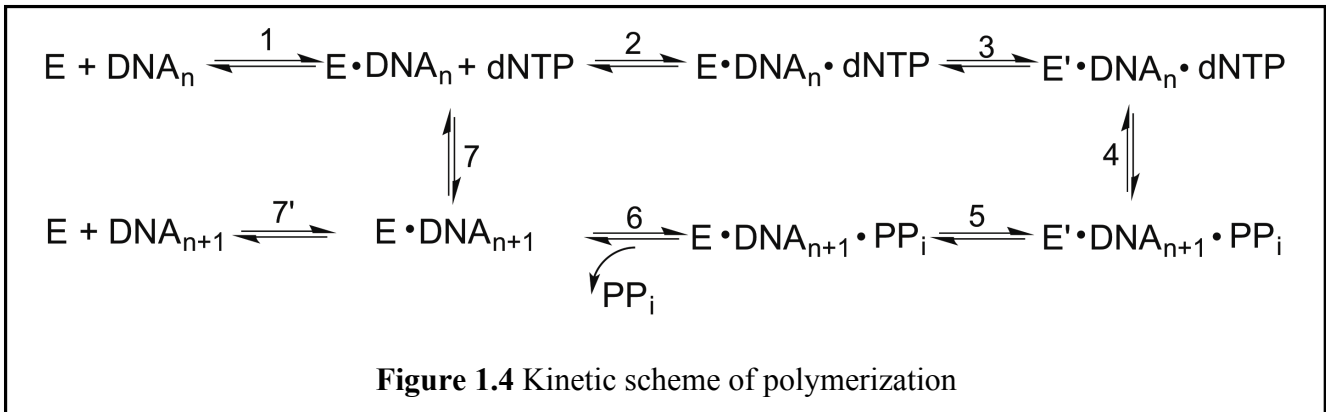 1 2 3
E + DNAn E•DNAn + dNTP E•DNAn• dNTP E'•DNAn• dNTP
7 4
7' 6 5
E + DNAn+1 E •DNAn+1 E •DNAn+1 • PPi E'•DNAn+1 • PPi
PPi
Figure 1.4 Kinetic scheme of polymerization